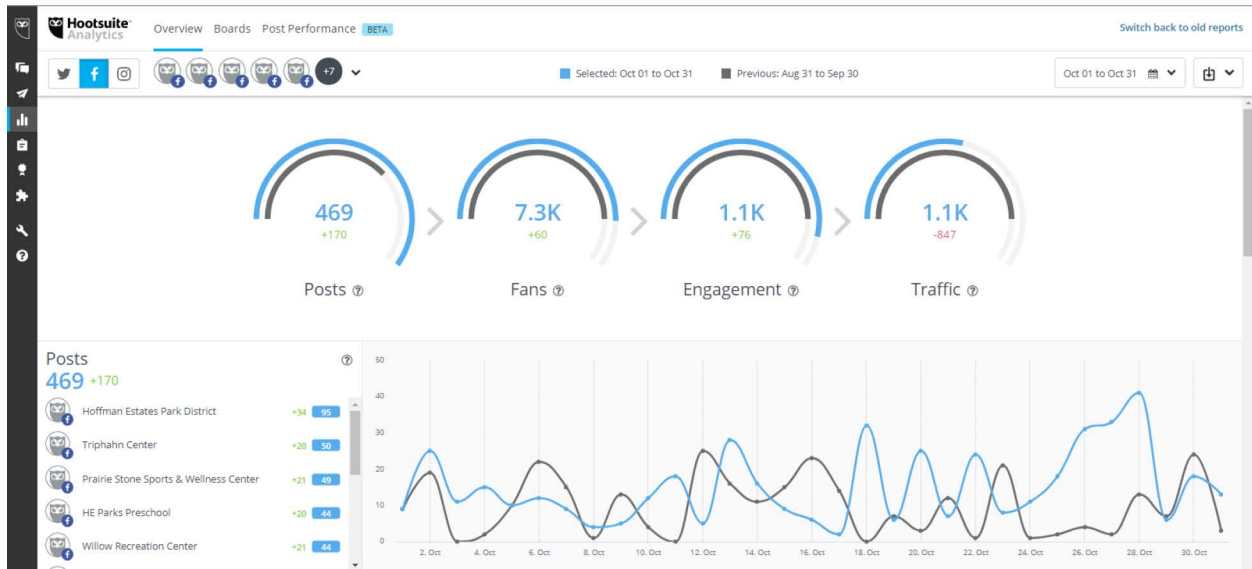 Hootsuite™
Analytics
Overview Boards Post Performance BETA
Switch back to old reports
+7
Selected: Oct 01 to Oct 31 Previous: Aug 31 to Sep 30
Oct 01 to Oct 31
469
+170
Posts
7.3K
+60
Fans
1.1K
+76
Engagement
1.1K
-847
Traffic
Posts
469 +170
Hoffman Estates Park District +34 95
Triphahn Center +20 50
Prairie Stone Sports & Wellness Center +21 49
HE Parks Preschool +20 44
Willow Recreation Center +21 44
50
40
30
20
10
0
2. Oct 4. Oct 6. Oct 8. Oct 10. Oct 12. Oct 14. Oct 16. Oct 18. Oct 20. Oct 22. Oct 24. Oct 26. Oct 28. Oct 30. Oct